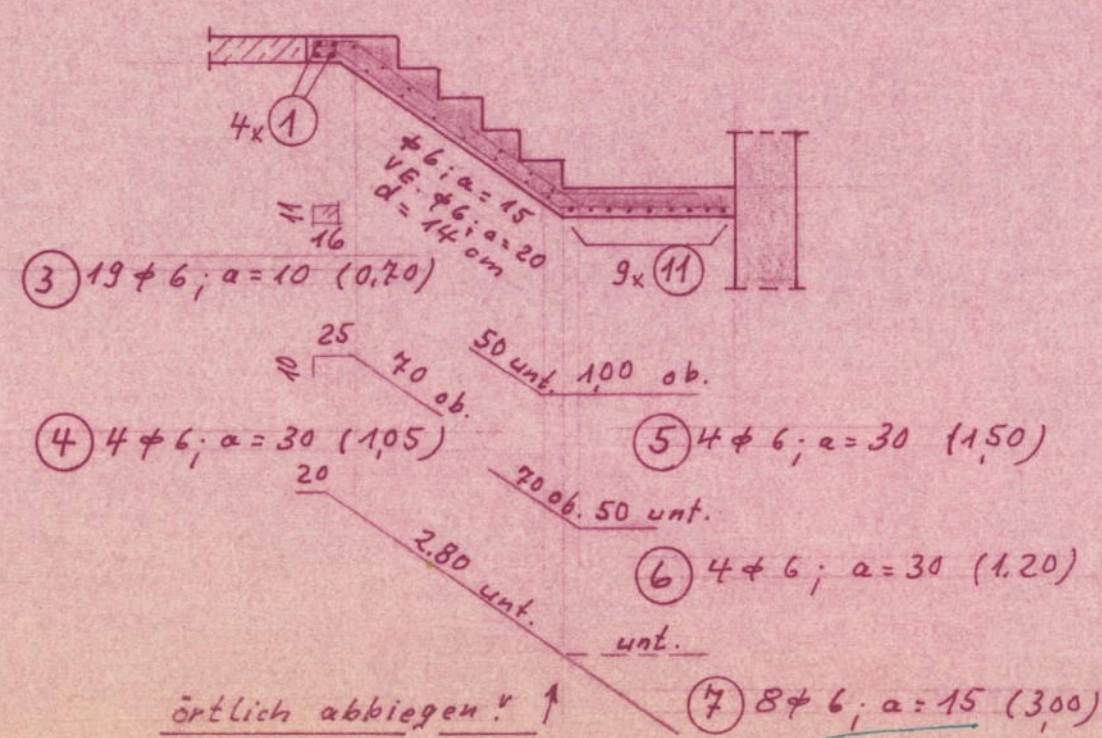 4x ①
ϕ6; a=15
VE. ϕ6; a=20
d = 14 cm
11
16
9x ⑪
③ 19 ϕ 6; a = 10 (0,70)
25
10
70 ob.
50 unt. 1,00 ob.
④ 4 ϕ 6; a = 30 (1,05)
⑤ 4 ϕ 6; a = 30 (1,50)
20
70 ob. 50 unt.
2.80 unt.
⑥ 4 ϕ 6; a = 30 (1.20)
unt.
örtlich abbiegen!
⑦ 8 ϕ 6; a = 15 (3,00)